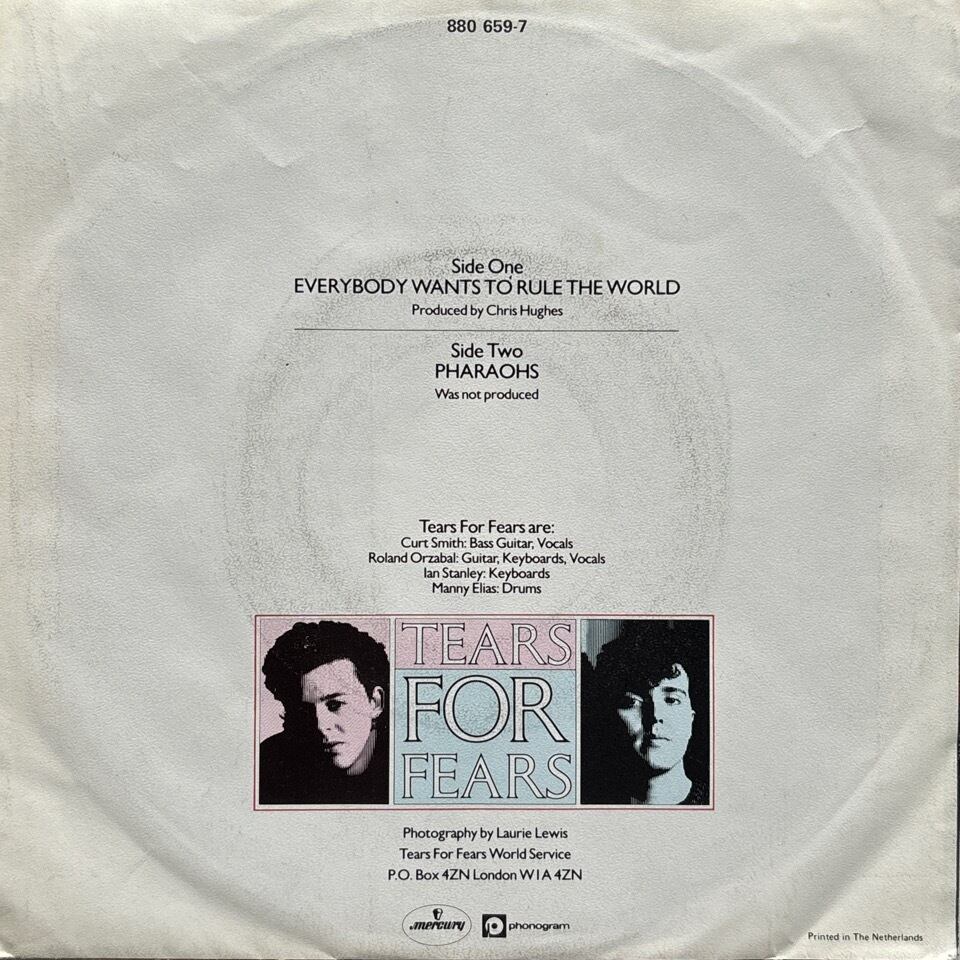 880 659-7
Side One
EVERYBODY WANTS TO RULE THE WORLD
Produced by Chris Hughes
Side Two
PHARAOHS
Was not produced
Tears For Fears are:
Curt Smith: Bass Guitar, Vocals
Roland Orzabal: Guitar, Keyboards, Vocals
Ian Stanley: Keyboards
Manny Elias: Drums
TEARS
FOR
FEARS
Photography by Laurie Lewis
Tears For Fears World Service
P.O. Box 4ZN London W1A 4ZN
mercury
phonogram
Printed in The Netherlands